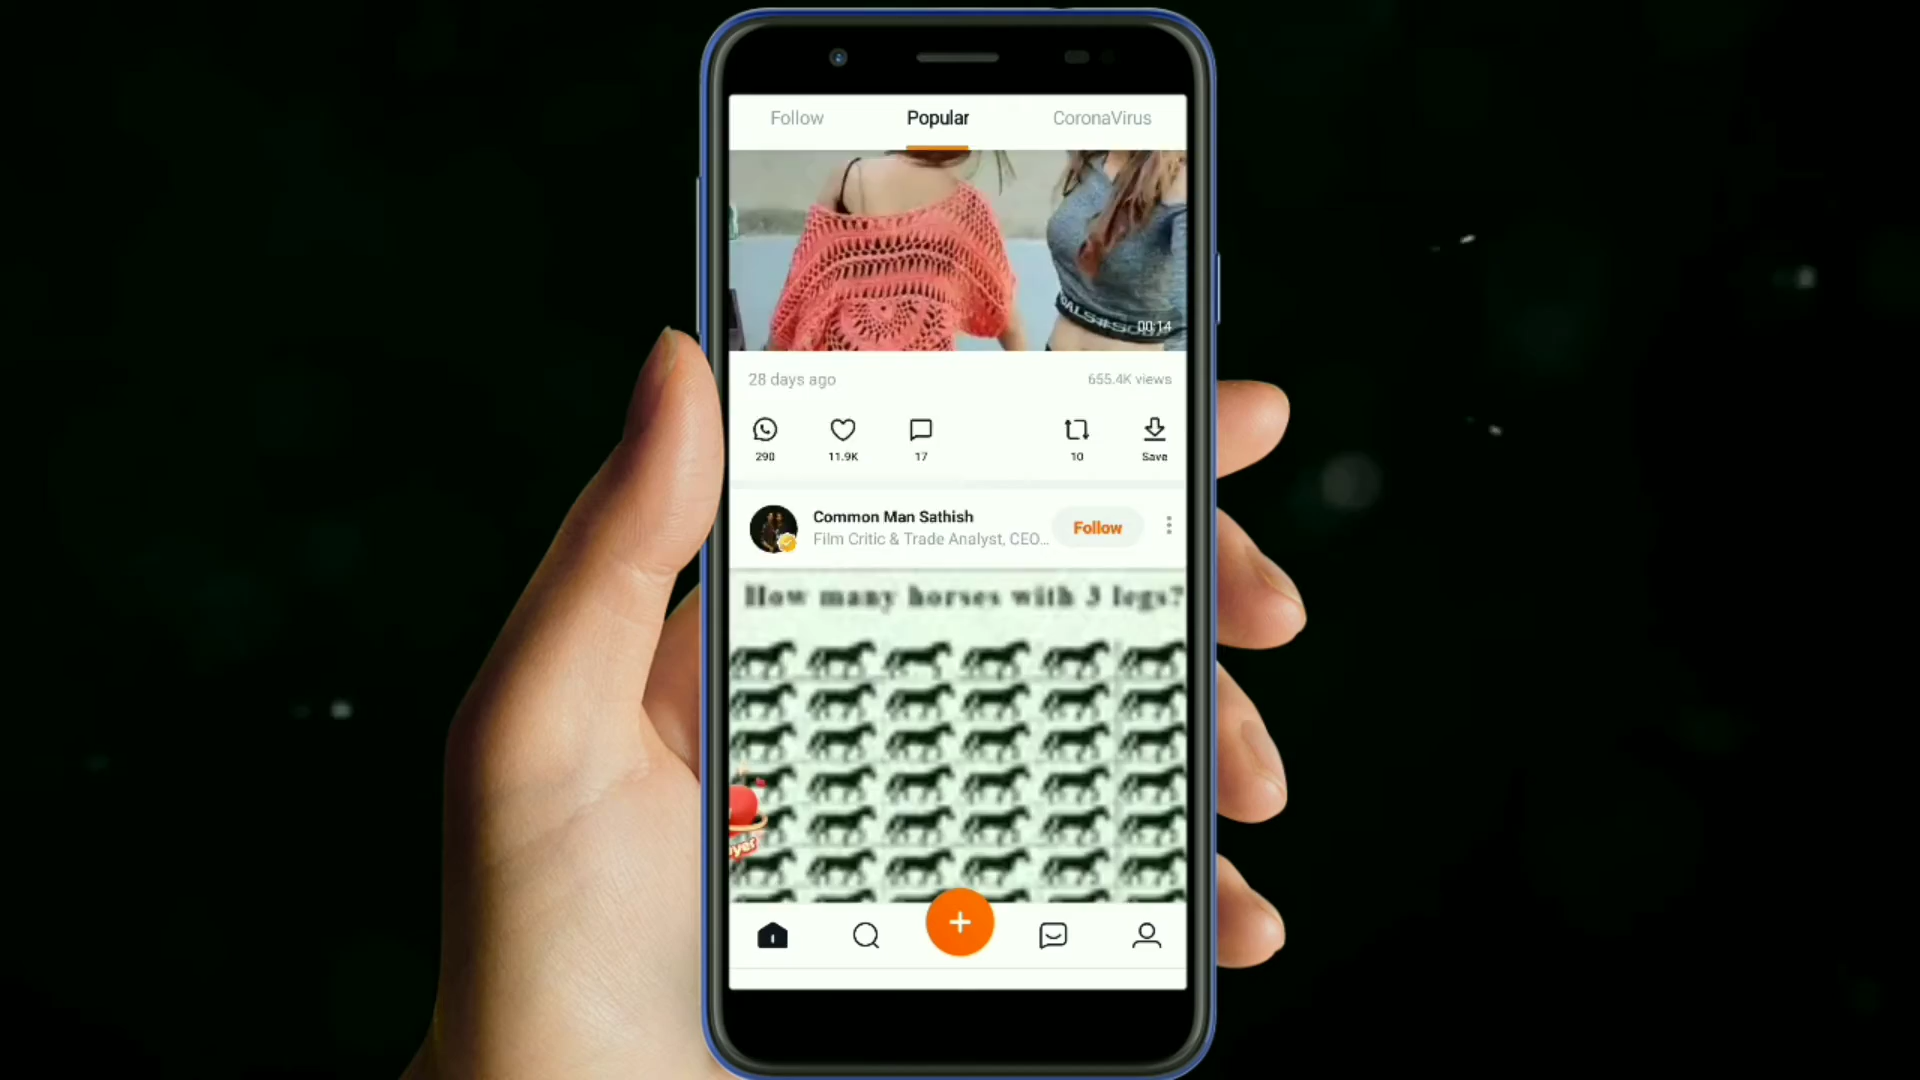 Follow
Popular
CoronaVirus
00:14
28 days ago
655.4K views
290
11.9K
17
10
Save
Common Man Sathish
Film Critic & Trade Analyst, CEO...
Follow
How many horses with 3 legs?